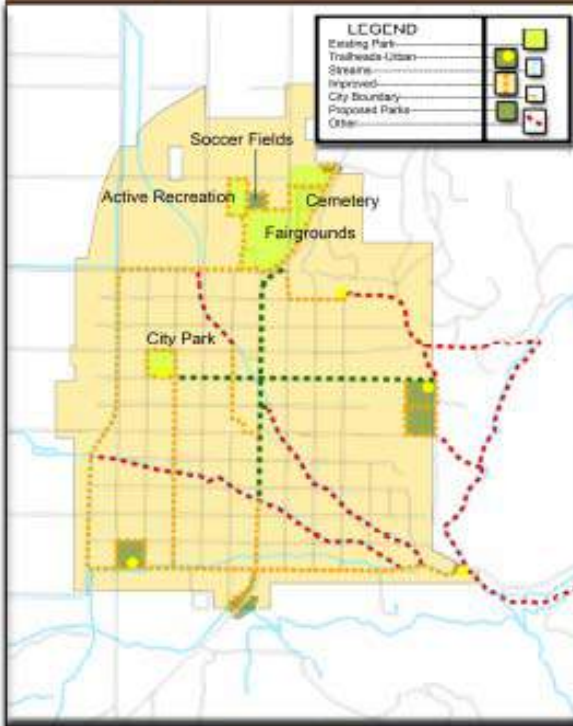 LEGEND
Existing Park
Trailheads-Urban
Streams
Improved
City Boundary
Proposed Parks
Other
Soccer Fields
Active Recreation
Cemetery
Fairgrounds
City Park